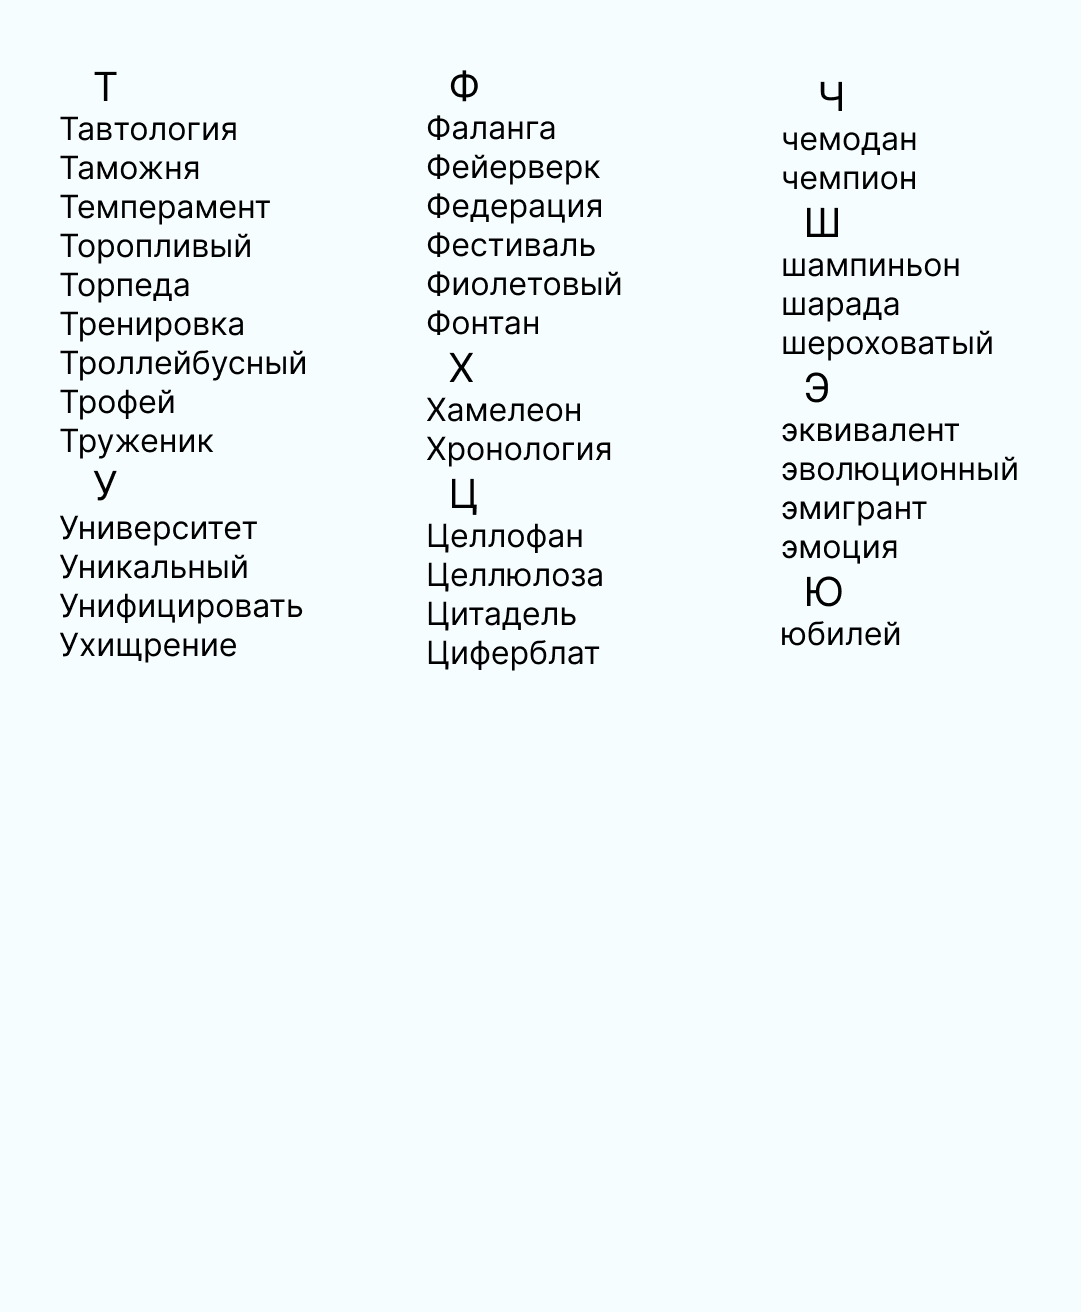 Т
Тавтология
Таможня
Темперамент
Торопливый
Торпеда
Тренировка
Троллейбусный
Трофей
Труженик
У
Университет
Уникальный
Унифицировать
Ухищрение
Ф
Фаланга
Фейерверк
Федерация
Фестиваль
Фиолетовый
Фонтан
Х
Хамелеон
Хронология
Ц
Целлофан
Целлюлоза
Цитадель
Циферблат
Ч
чемодан
чемпион
Ш
шампиньон
шарада
шероховатый
Э
эквивалент
эволюционный
эмигрант
эмоция
Ю
юбилей